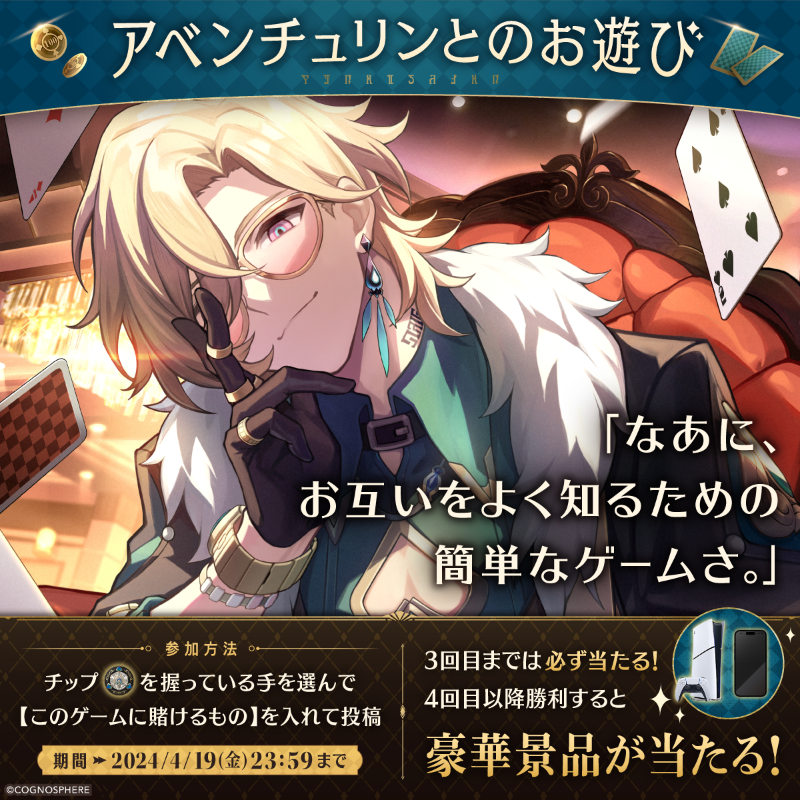 アベンチュリンとのお遊び
「なあに、
お互いをよく知るための
簡単なゲームさ。」
参加方法
チップを握っている手を選んで
【このゲームに賭けるもの】を入れて投稿
期間 2024/4/19(金)23:59まで
3回目までは必ず当たる!
4回目以降勝利すると
豪華景品が当たる!
©COGNOSPHERE